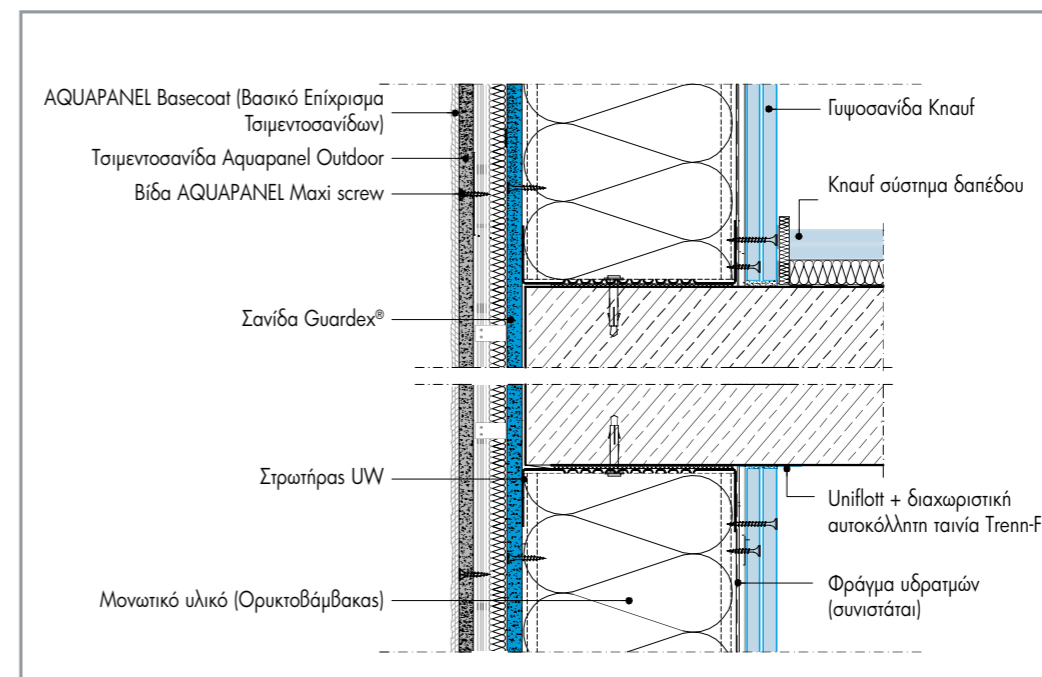 AQUAPANEL Basecoat (Βασικό Επίχρισμα
Τσιμεντοσανίδων)
Τσιμεντοσανίδα Aquapanel Outdoor
Βίδα AQUAPANEL Maxi screw
Σανίδα Guardex®
Στρωτήρας UW
Μονωτικό υλικό (Ορυκτοβάμβακας)
Γυψοσανίδα Knauf
Knauf σύστημα δαπέδου
Uniflott + διαχωριστική
αυτοκόλλητη ταινία Trenn-F
Φράγμα υδρατμών
(συνιστάται)